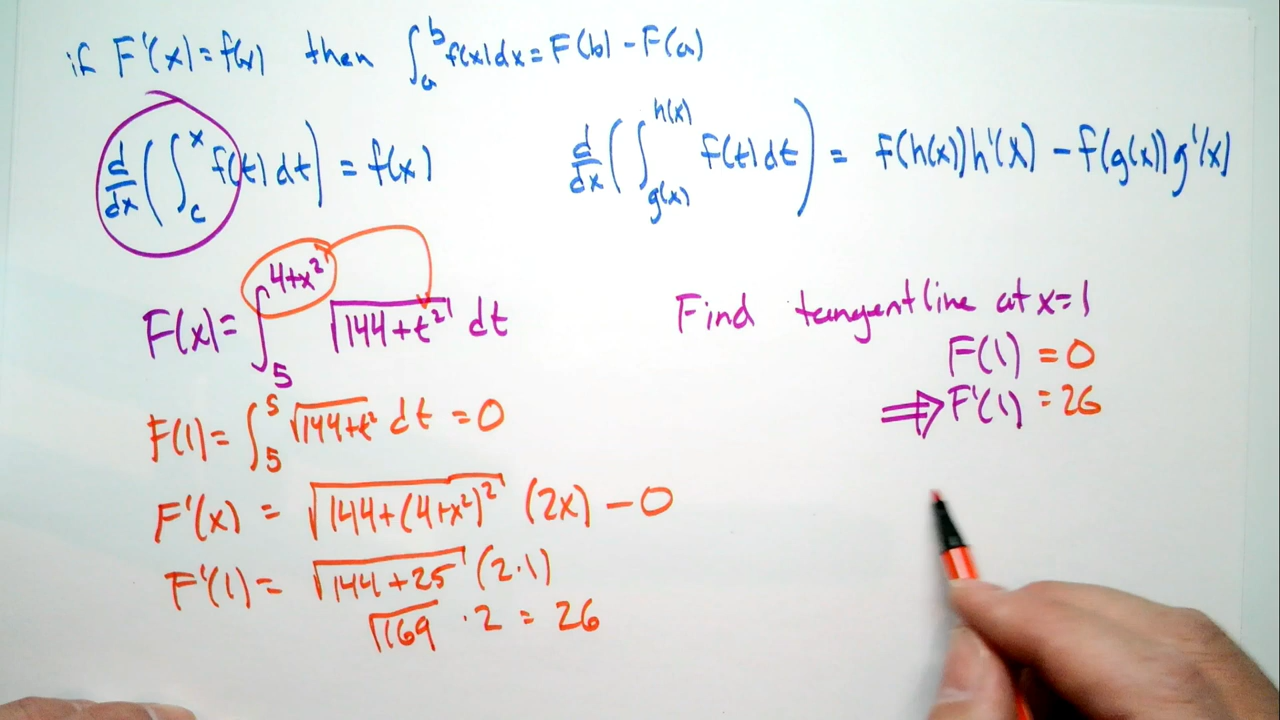 if F'(x) = f(x) then ∫_a^b f(x)dx = F(b) - F(a)
d/dx (∫_c^x f(t) dt) = f(x)
d/dx (∫_{g(x)}^{h(x)} f(t) dt) = f(h(x))h'(x) - f(g(x))g'(x)
F(x) = ∫_5^{4+x²} √(144+t²) dt
Find tangent line at x=1
F(1) = 0
⇒ F'(1) = 26
F(1) = ∫_5^5 √(144+t²) dt = 0
F'(x) = √(144+(4+x²)²) (2x) - 0
F'(1) = √(144+25) (2·1)
√169 · 2 = 26